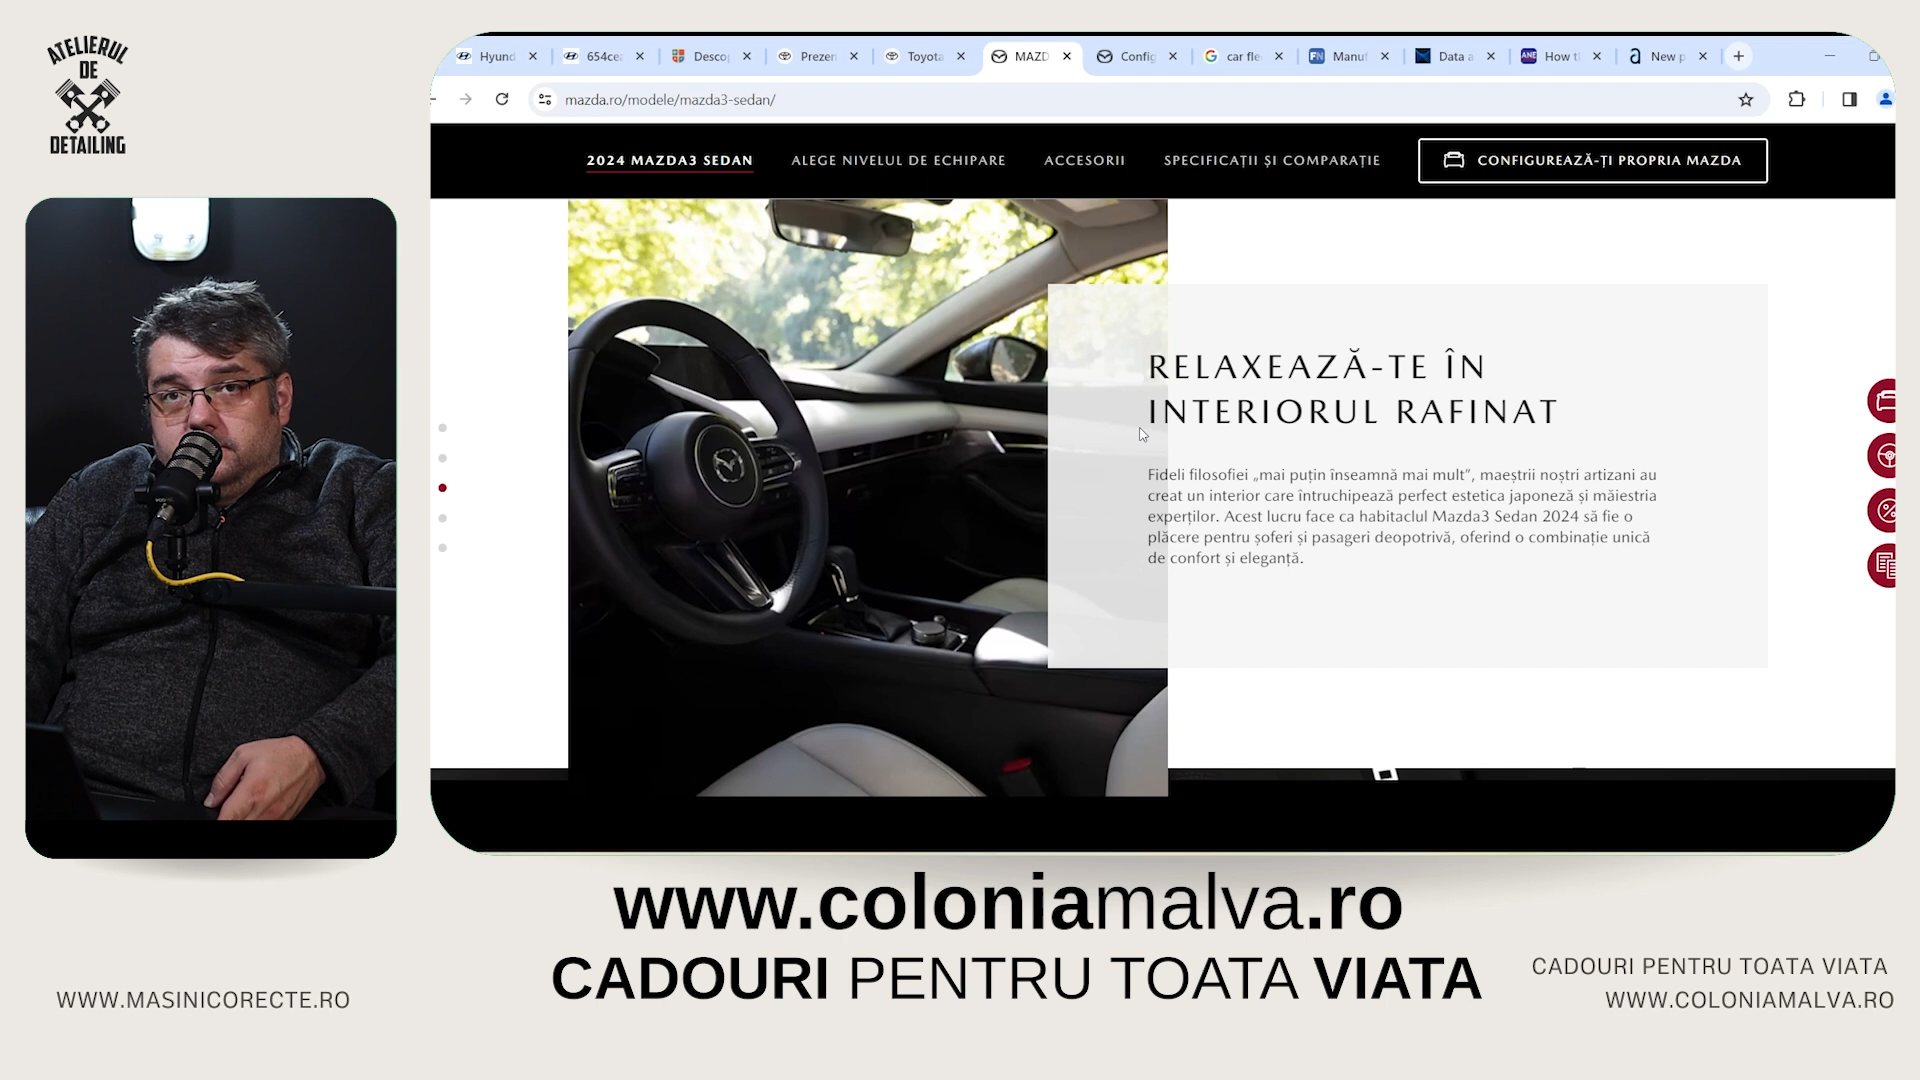 ATELIERUL
DE
DETAILING
Hyund
654ce
Desco
Prezen
Toyota
MAZD
Config
car fle
Manuf
Data a
How t
New p
mazda.ro/modele/mazda3-sedan/
2024 MAZDA3 SEDAN
ALEGE NIVELUL DE ECHIPARE
ACCESORII
SPECIFICAȚII ȘI COMPARAȚIE
CONFIGUREAZĂ-ȚI PROPRIA MAZDA
RELAXEAZĂ-TE ÎN
INTERIORUL RAFINAT
Fideli filosofiei „mai puțin înseamnă mai mult”, maeștrii noștri artizani au
creat un interior care întruchipează perfect estetica japoneză și măiestria
experților. Acest lucru face ca habitaclul Mazda3 Sedan 2024 să fie o
plăcere pentru șoferi și pasageri deopotrivă, oferind o combinație unică
de confort și eleganță.
www.coloniamalva.ro
CADOURI PENTRU TOATA VIATA
WWW.MASINICORECTE.RO
CADOURI PENTRU TOATA VIATA
WWW.COLONIAMALVA.RO